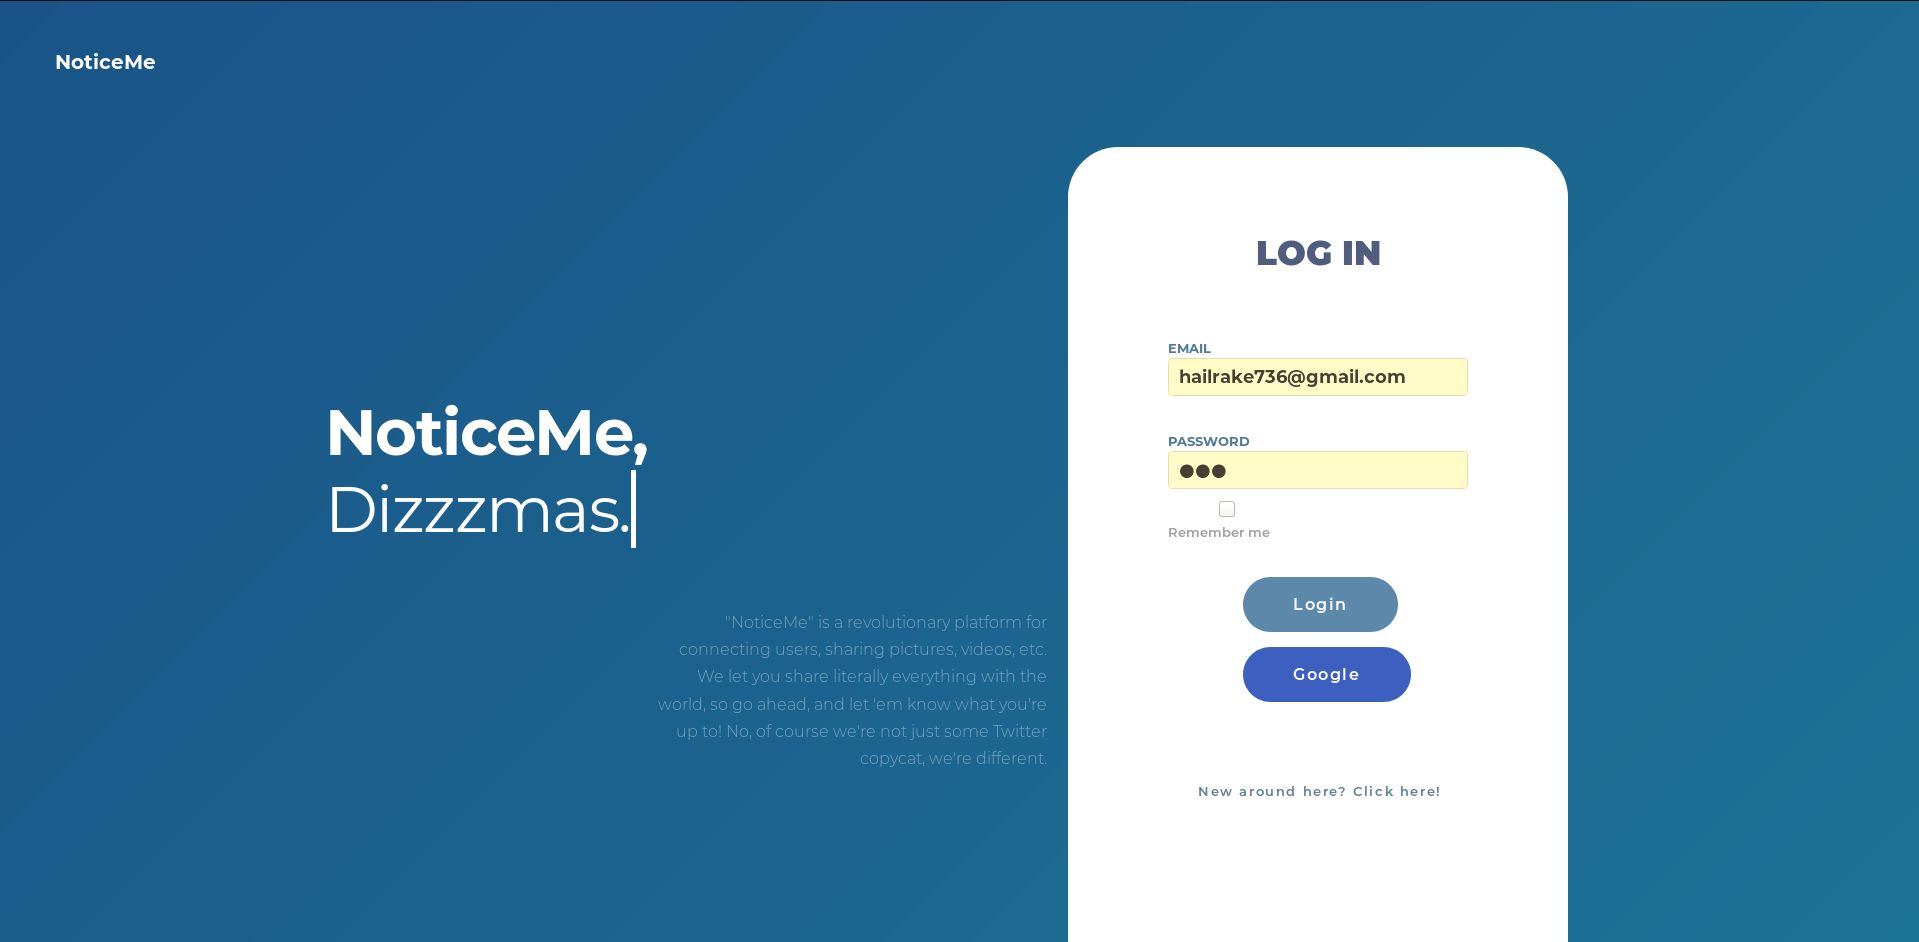 NoticeMe
NoticeMe,
Dizzzmas.
"NoticeMe" is a revolutionary platform for
connecting users, sharing pictures, videos, etc.
We let you share literally everything with the
world, so go ahead, and let 'em know what you're
up to! No, of course we're not just some Twitter
copycat, we're different.
LOG IN
EMAIL
hailrake736@gmail.com
PASSWORD
●●●
Remember me
Login
Google
New around here? Click here!